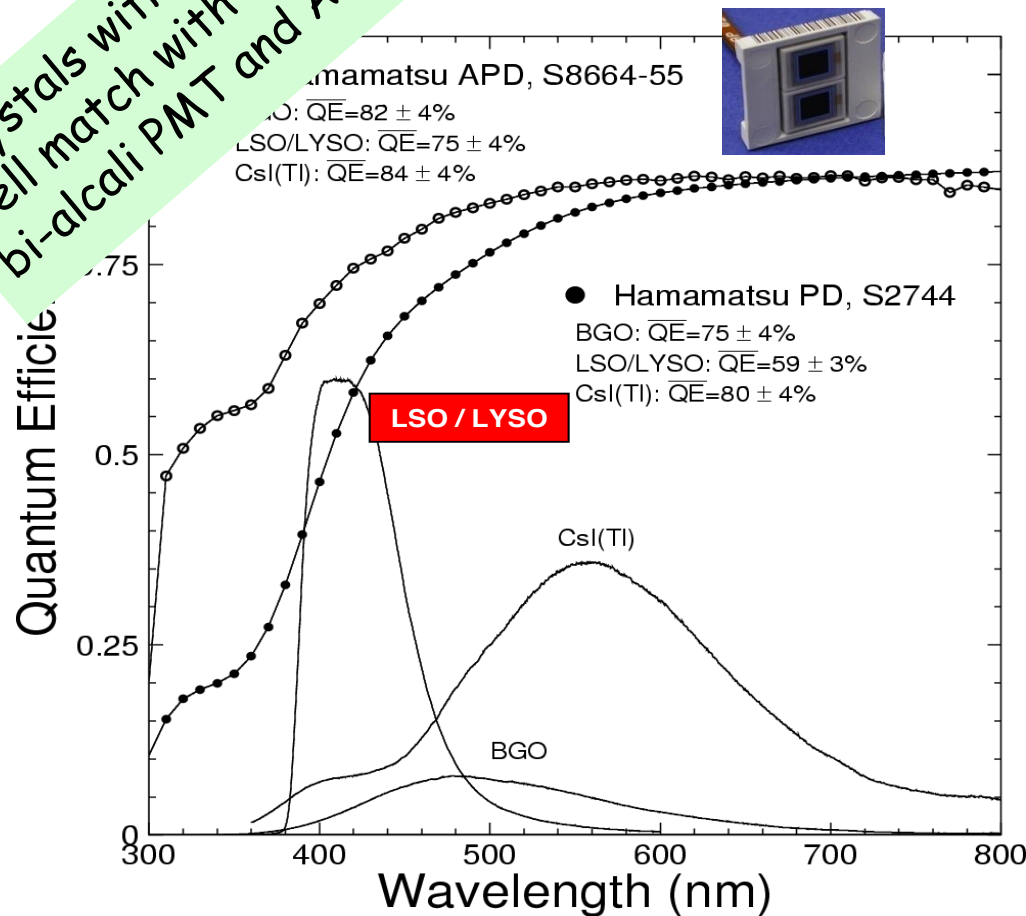 ystals with
ell match with
bi-alcali PMT and A
amamatsu APD, S8664-55
GO: QE=82 ± 4%
LSO/LYSO: QE=75 ± 4%
CsI(Tl): QE=84 ± 4%
0.75
Hamamatsu PD, S2744
BGO: QE=75 ± 4%
LSO/LYSO: QE=59 ± 3%
CsI(Tl): QE=80 ± 4%
LSO / LYSO
0.5
CsI(Tl)
0.25
BGO
0
300 400 500 600 700 800
Quantum Efficie
Wavelength (nm)